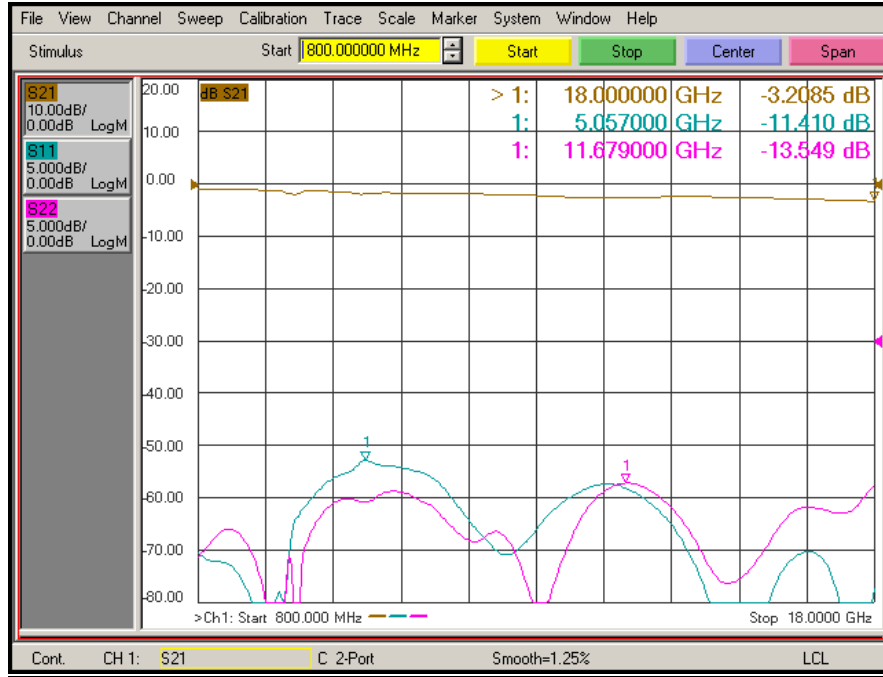 File View Channel Sweep Calibration Trace Scale Marker System Window Help
Stimulus Start 800.000000 MHz Start Stop Center Span
S21
10.00dB/
0.00dB LogM
S11
5.000dB/
0.00dB LogM
S22
5.000dB/
0.00dB LogM
dB S21
> 1: 18.000000 GHz -3.2085 dB
1: 5.057000 GHz -11.410 dB
1: 11.679000 GHz -13.549 dB
20.00
10.00
0.00
-10.00
-20.00
-30.00
-40.00
-50.00
-60.00
-70.00
-80.00
1
1
>Ch1: Start 800.000 MHz Stop 18.0000 GHz
Cont. CH 1: S21 C 2-Port Smooth=1.25% LCL